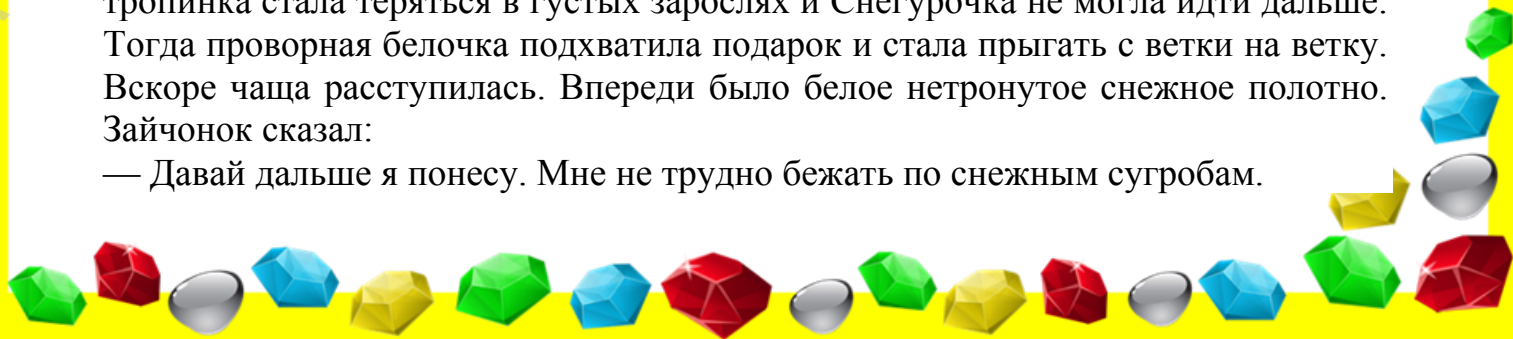 тропинка стала теряться в густых зарослях и Снегурочка не могла идти дальше.
Тогда проворная белочка подхватила подарок и стала прыгать с ветки на ветку.
Вскоре чаща расступилась. Впереди было белое нетронутое снежное полотно.
Зайчонок сказал:
— Давай дальше я понесу. Мне не трудно бежать по снежным сугробам.